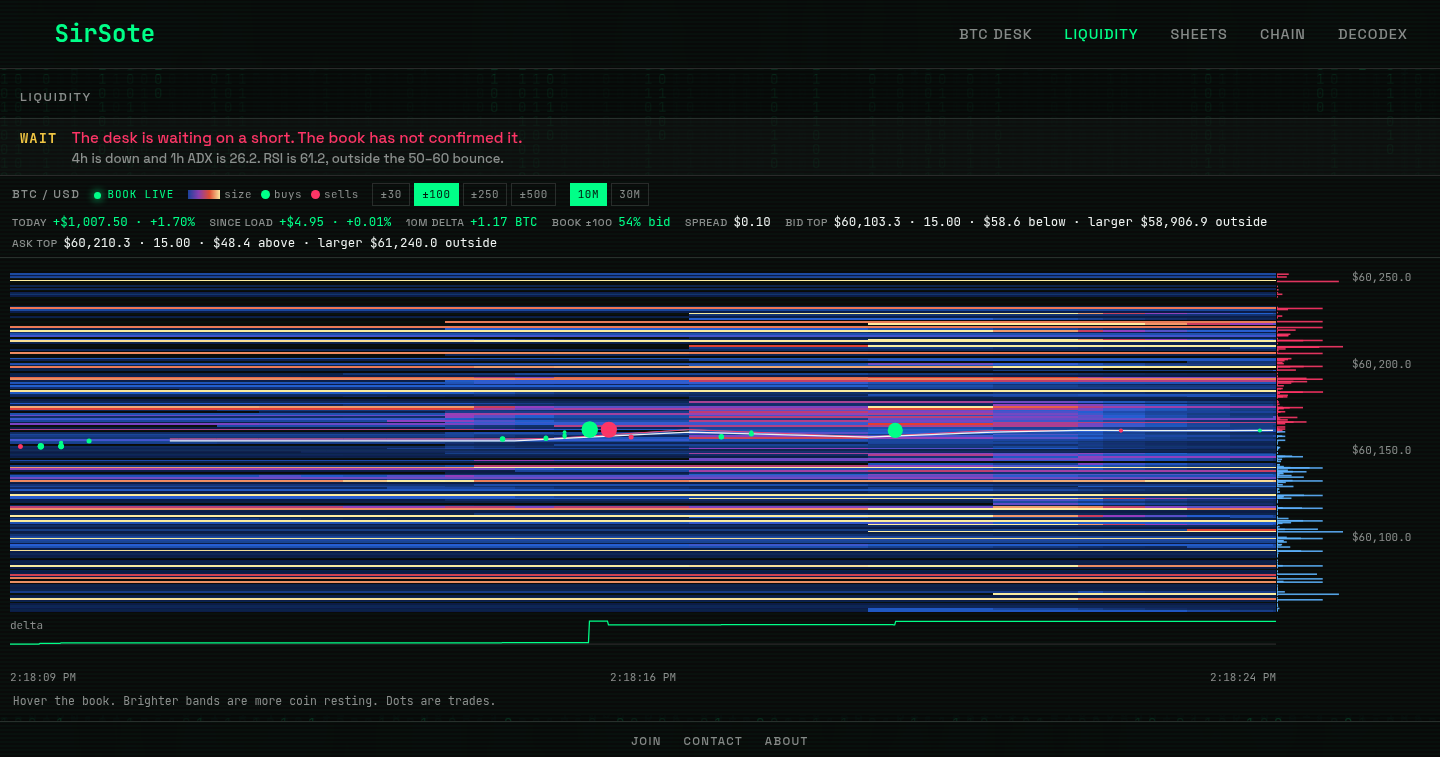 SirSote
BTC DESK LIQUIDITY SHEETS CHAIN DECODEX
LIQUIDITY
WAIT The desk is waiting on a short. The book has not confirmed it.
4h is down and 1h ADX is 26.2. RSI is 61.2, outside the 50–60 bounce.
BTC / USD BOOK LIVE size buys sells ±30 ±100 ±250 ±500 10M 30M
TODAY +$1,007.50 · +1.70% SINCE LOAD +$4.95 · +0.01% 10M DELTA +1.17 BTC BOOK ±100 54% bid SPREAD $0.10 BID TOP $60,103.3 · 15.00 · $58.6 below · larger $58,906.9 outside
ASK TOP $60,210.3 · 15.00 · $48.4 above · larger $61,240.0 outside
$60,250.0
$60,200.0
$60,150.0
$60,100.0
delta
2:18:09 PM 2:18:16 PM 2:18:24 PM
Hover the book. Brighter bands are more coin resting. Dots are trades.
JOIN CONTACT ABOUT